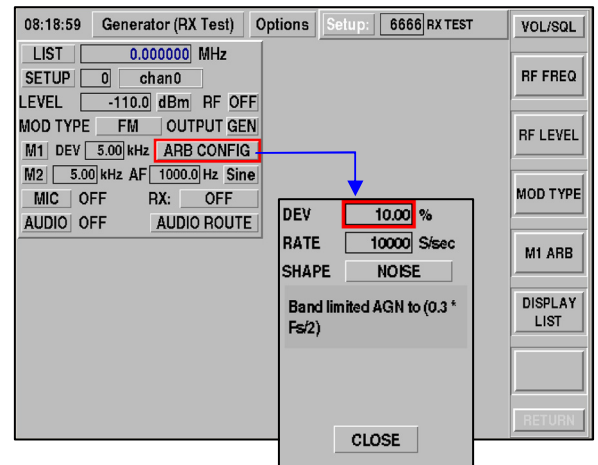 08:18:59 Generator (RX Test) Options Setup: 6666 RX TEST
LIST 0.000000 MHz
SETUP 0 chan0
LEVEL -110.0 dBm RF OFF
MOD TYPE FM OUTPUT GEN
M1 DEV 5.00 kHz ARB CONFIG
M2 5.00 kHz AF 1000.0 Hz Sine
MIC OFF RX: OFF
AUDIO OFF AUDIO ROUTE
DEV 10.00 %
RATE 10000 S/sec
SHAPE NOISE
Band limited AGN to (0.3 *
Fs/2)
CLOSE
VOL/SQL
RF FREQ
RF LEVEL
MOD TYPE
M1 ARB
DISPLAY
LIST
RETURN